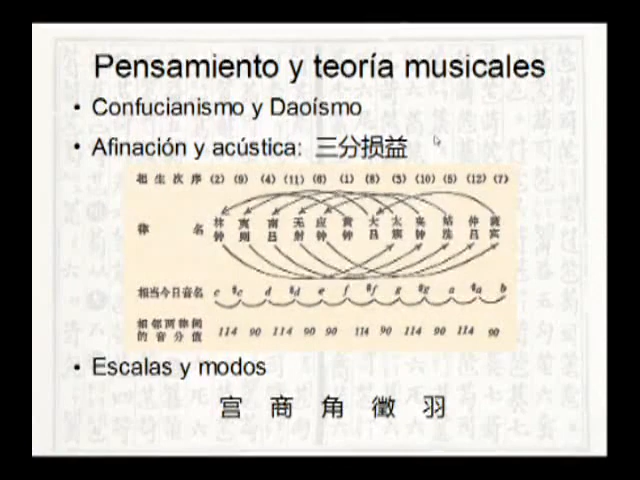 Pensamiento y teoría musicales
• Confucianismo y Daoísmo
• Afinación y acústica: 三分损益
相生次序 (2) (9) (4) (11) (6) (1) (8) (3) (10) (5) (12) (7)
律名 林钟 夷则 南吕 无射 应钟 黄钟 大吕 太簇 夹钟 姑洗 仲吕 蕤宾
相当今日音名 c #c d #d e f #f g #g a #a b
相邻两律间
的音分值 114 90 114 90 90 114 90 114 90 114 90
• Escalas y modos
宫 商 角 徵 羽